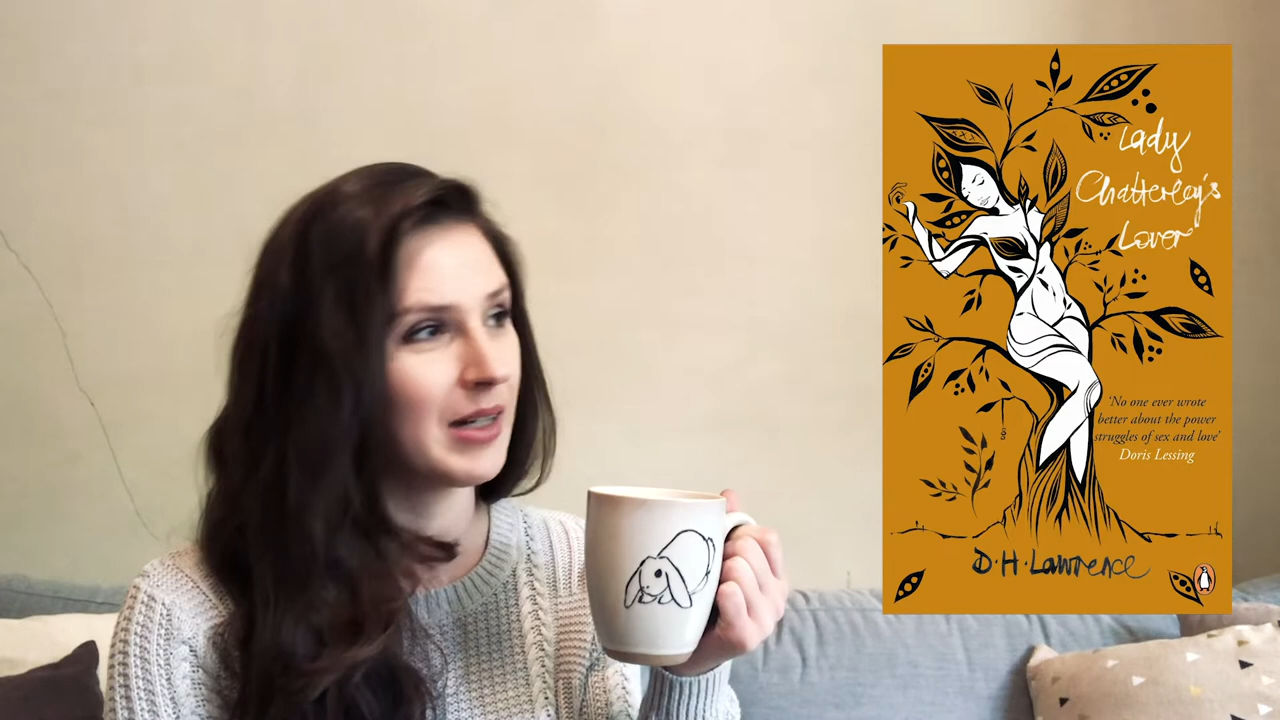 Lady
Chatterley's
Lover
‘No one ever wrote
better about the power
struggles of sex and love’
Doris Lessing
D·H·Lawrence